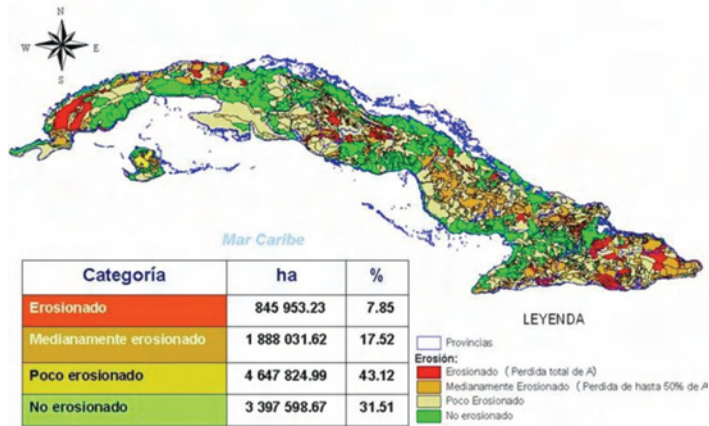 N
W E
S
Mar Caribe
Categoría ha %
Erosionado 845 953.23 7.85
Medianamente erosionado 1 888 031.62 17.52
Poco erosionado 4 647 824.99 43.12
No erosionado 3 397 598.67 31.51
LEYENDA
Provincias
Erosión:
Erosionado ( Perdida total de A)
Medianamente Erosionado ( Perdida de hasta 50% de A
Poco Erosionado
No erosionado